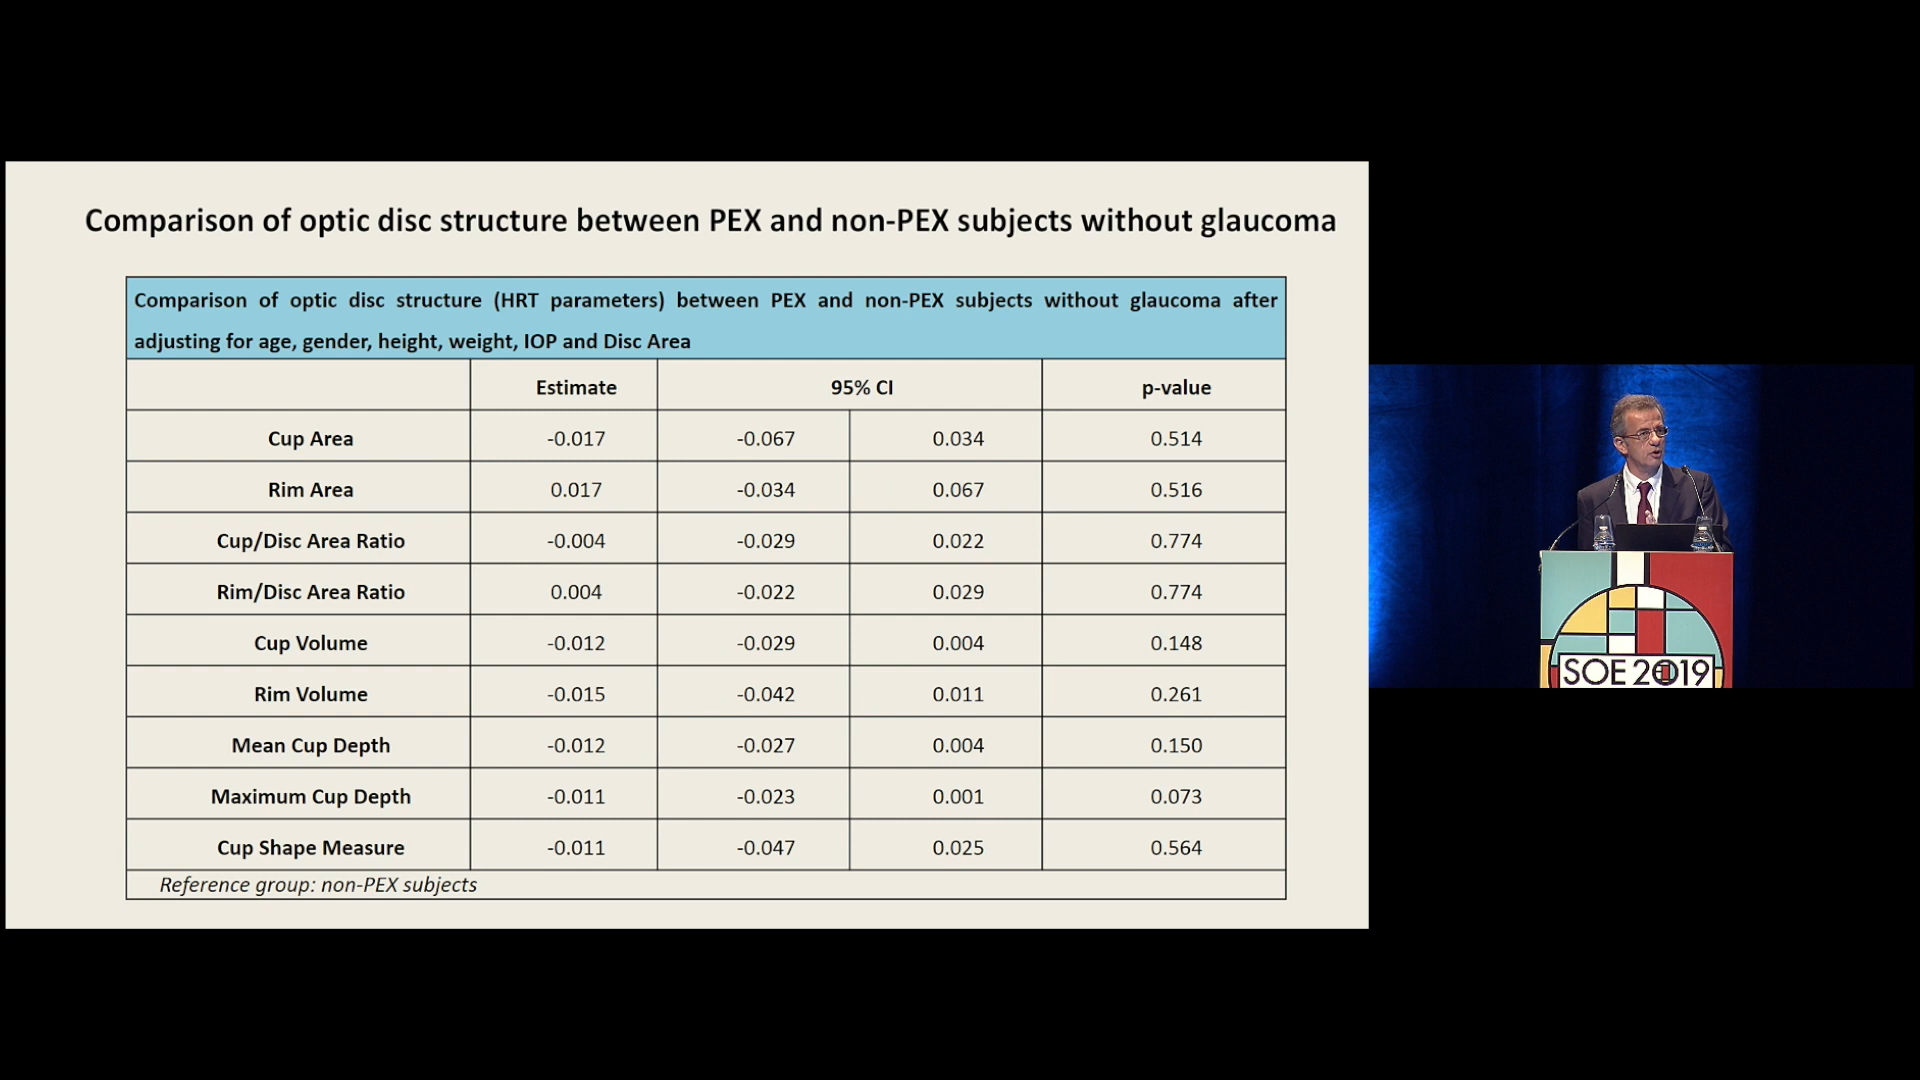 Comparison of optic disc structure between PEX and non-PEX subjects without glaucoma
Comparison of optic disc structure (HRT parameters) between PEX and non-PEX subjects without glaucoma after
adjusting for age, gender, height, weight, IOP and Disc Area
Estimate 95% CI p-value
Cup Area -0.017 -0.067 0.034 0.514
Rim Area 0.017 -0.034 0.067 0.516
Cup/Disc Area Ratio -0.004 -0.029 0.022 0.774
Rim/Disc Area Ratio 0.004 -0.022 0.029 0.774
Cup Volume -0.012 -0.029 0.004 0.148
Rim Volume -0.015 -0.042 0.011 0.261
Mean Cup Depth -0.012 -0.027 0.004 0.150
Maximum Cup Depth -0.011 -0.023 0.001 0.073
Cup Shape Measure -0.011 -0.047 0.025 0.564
Reference group: non-PEX subjects
SOE 2019